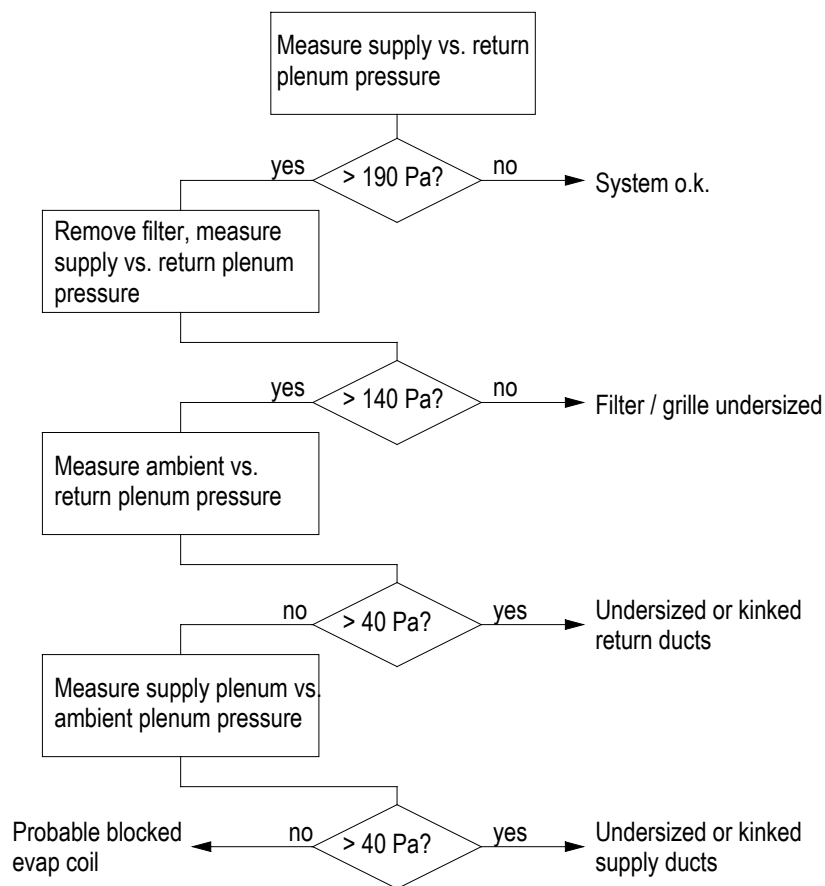 Measure supply vs. return
plenum pressure
yes
> 190 Pa?
no
System o.k.
Remove filter, measure
supply vs. return plenum
pressure
yes
> 140 Pa?
no
Filter / grille undersized
Measure ambient vs.
return plenum pressure
no
> 40 Pa?
yes
Undersized or kinked
return ducts
Measure supply plenum vs.
ambient plenum pressure
Probable blocked
evap coil
no
> 40 Pa?
yes
Undersized or kinked
supply ducts